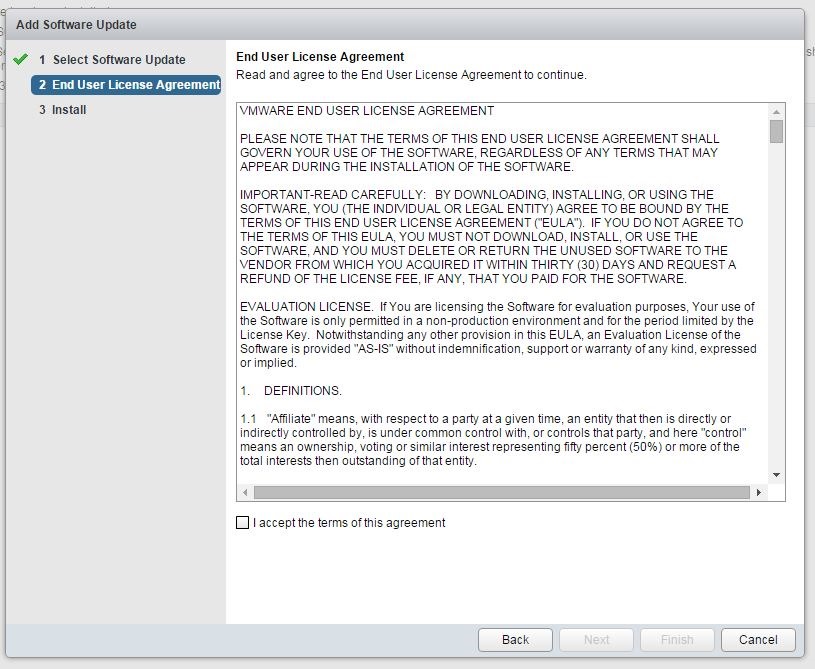 Add Software Update
1 Select Software Update
2 End User License Agreement
3 Install
End User License Agreement
Read and agree to the End User License Agreement to continue.
VMWARE END USER LICENSE AGREEMENT
PLEASE NOTE THAT THE TERMS OF THIS END USER LICENSE AGREEMENT SHALL
GOVERN YOUR USE OF THE SOFTWARE, REGARDLESS OF ANY TERMS THAT MAY
APPEAR DURING THE INSTALLATION OF THE SOFTWARE.
IMPORTANT-READ CAREFULLY:   BY DOWNLOADING, INSTALLING, OR USING THE
SOFTWARE, YOU (THE INDIVIDUAL OR LEGAL ENTITY) AGREE TO BE BOUND BY THE
TERMS OF THIS END USER LICENSE AGREEMENT ("EULA").  IF YOU DO NOT AGREE TO
THE TERMS OF THIS EULA, YOU MUST NOT DOWNLOAD, INSTALL, OR USE THE
SOFTWARE, AND YOU MUST DELETE OR RETURN THE UNUSED SOFTWARE TO THE
VENDOR FROM WHICH YOU ACQUIRED IT WITHIN THIRTY (30) DAYS AND REQUEST A
REFUND OF THE LICENSE FEE, IF ANY, THAT YOU PAID FOR THE SOFTWARE.
EVALUATION LICENSE.  If You are licensing the Software for evaluation purposes, Your use of
the Software is only permitted in a non-production environment and for the period limited by the
License Key.  Notwithstanding any other provision in this EULA, an Evaluation License of the
Software is provided "AS-IS" without indemnification, support or warranty of any kind, expressed
or implied.
1.    DEFINITIONS.
1.1   "Affiliate" means, with respect to a party at a given time, an entity that then is directly or
indirectly controlled by, is under common control with, or controls that party, and here "control"
means an ownership, voting or similar interest representing fifty percent (50%) or more of the
total interests then outstanding of that entity.
I accept the terms of this agreement
Back
Next
Finish
Cancel